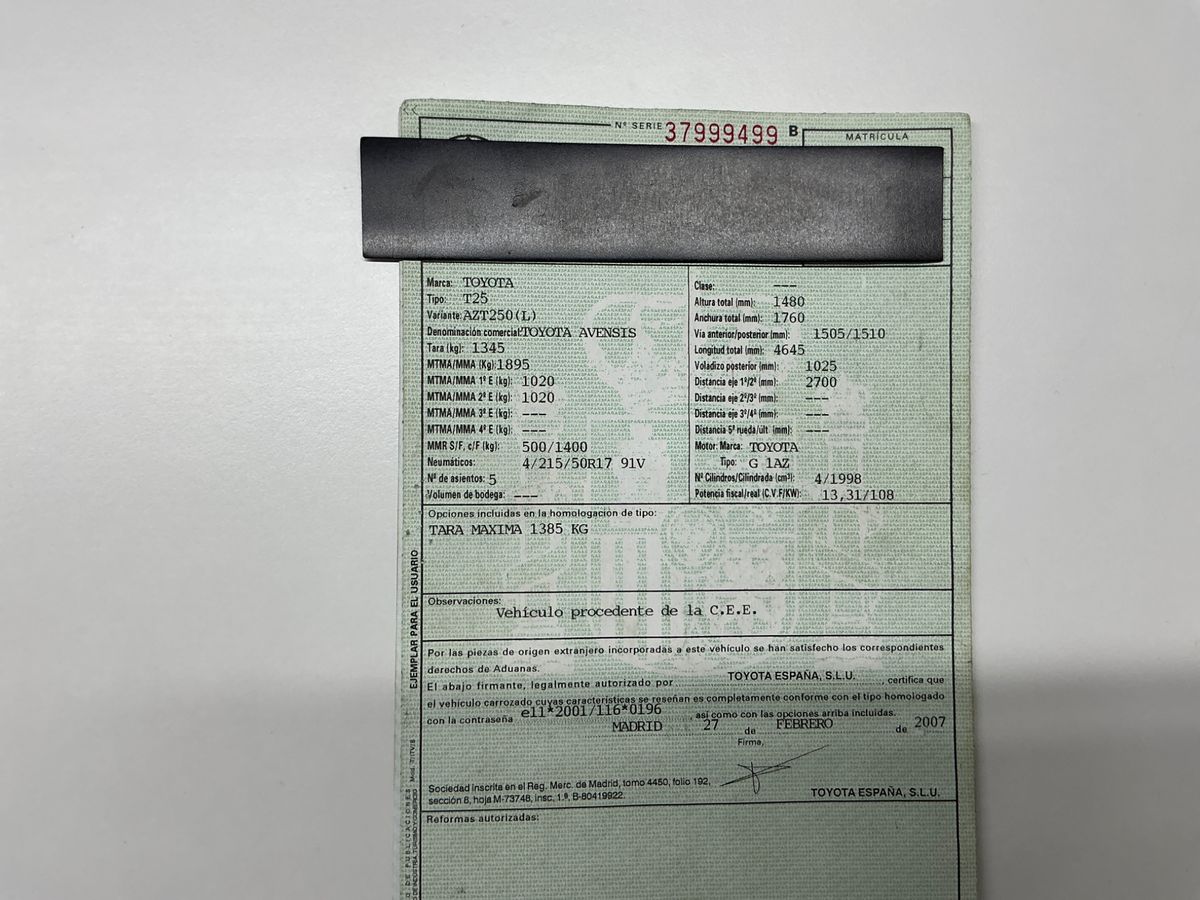 Nº SERIE 37999499 B
MATRÍCULA
Marca: TOYOTA
Tipo: T25
Variante: AZT250(L)
Denominación comercial: TOYOTA AVENSIS
Tara (kg): 1345
MTMA/MMA (Kg): 1895
MTMA/MMA 1º E (kg): 1020
MTMA/MMA 2º E (kg): 1020
MTMA/MMA 3º E (kg): ---
MTMA/MMA 4º E (kg): ---
MMR S/F, c/F (kg): 500/1400
Neumáticos: 4/215/50R17 91V
Nº de asientos: 5
Volumen de bodega: ---
Clase: ---
Altura total (mm): 1480
Anchura total (mm): 1760
Vía anterior/posterior (mm): 1505/1510
Longitud total (mm): 4645
Voladizo posterior (mm): 1025
Distancia eje 1º/2º (mm): 2700
Distancia eje 2º/3º (mm): ---
Distancia eje 3º/4º (mm): ---
Distancia 5ª rueda/últ. (mm): ---
Motor: Marca: TOYOTA
Tipo: G 1AZ
Nº Cilindros/Cilindrada (cm³): 4/1998
Potencia fiscal/real (C.V.F/KW): 13,31/108
Opciones incluidas en la homologación de tipo:
TARA MAXIMA 1385 KG
Observaciones:
Vehículo procedente de la C.E.E.
Por las piezas de origen extranjero incorporadas a este vehículo se han satisfecho los correspondientes
derechos de Aduanas.
El abajo firmante, legalmente autorizado por TOYOTA ESPAÑA, S.L.U. , certifica que
el vehículo carrozado cuyas características se reseñan es completamente conforme con el tipo homologado
con la contraseña e11*2001/116*0196 , así como con las opciones arriba incluidas.
MADRID 27 de FEBRERO de 2007
Firma,
Sociedad inscrita en el Reg. Merc. de Madrid, tomo 4450, folio 192,
sección 8, hoja M-73748, insc. 1.ª, B-80419922.
TOYOTA ESPAÑA, S.L.U.
Reformas autorizadas:
EJEMPLAR PARA EL USUARIO
DE PUBLICACIONES
DE INDUSTRIA, TURISMO Y COMERCIO